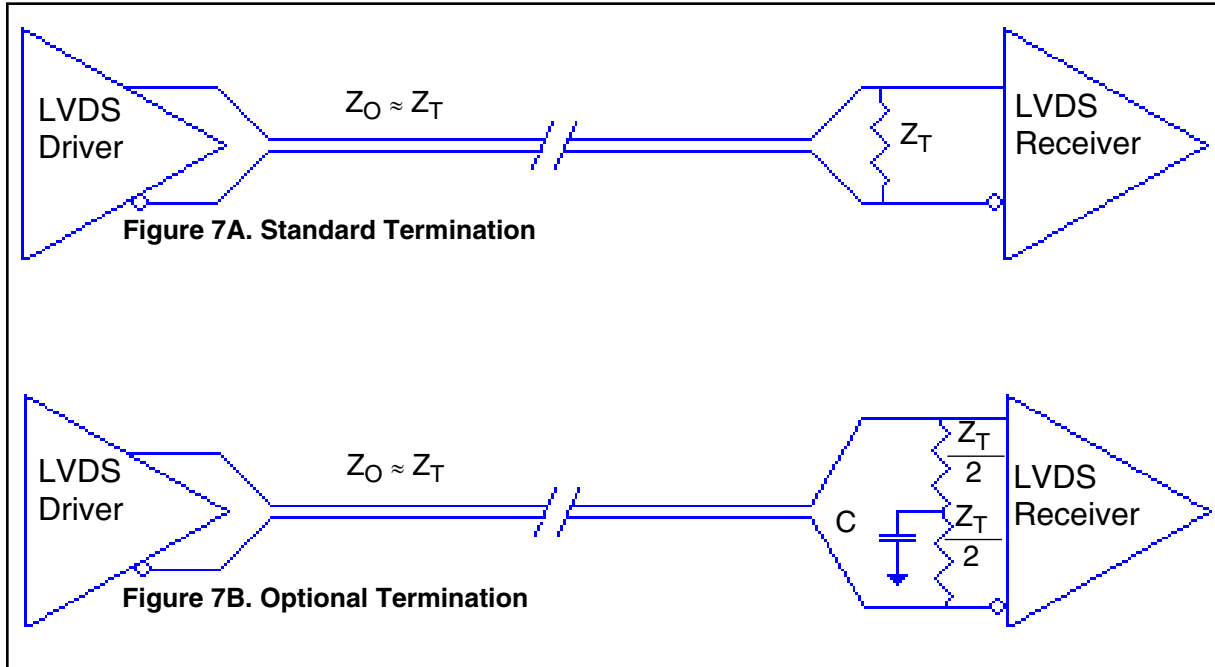 LVDS
Driver
Z_O ≈ Z_T
Z_T
LVDS
Receiver
Figure 7A. Standard Termination
LVDS
Driver
Z_O ≈ Z_T
C
Z_T
2
Z_T
2
LVDS
Receiver
Figure 7B. Optional Termination